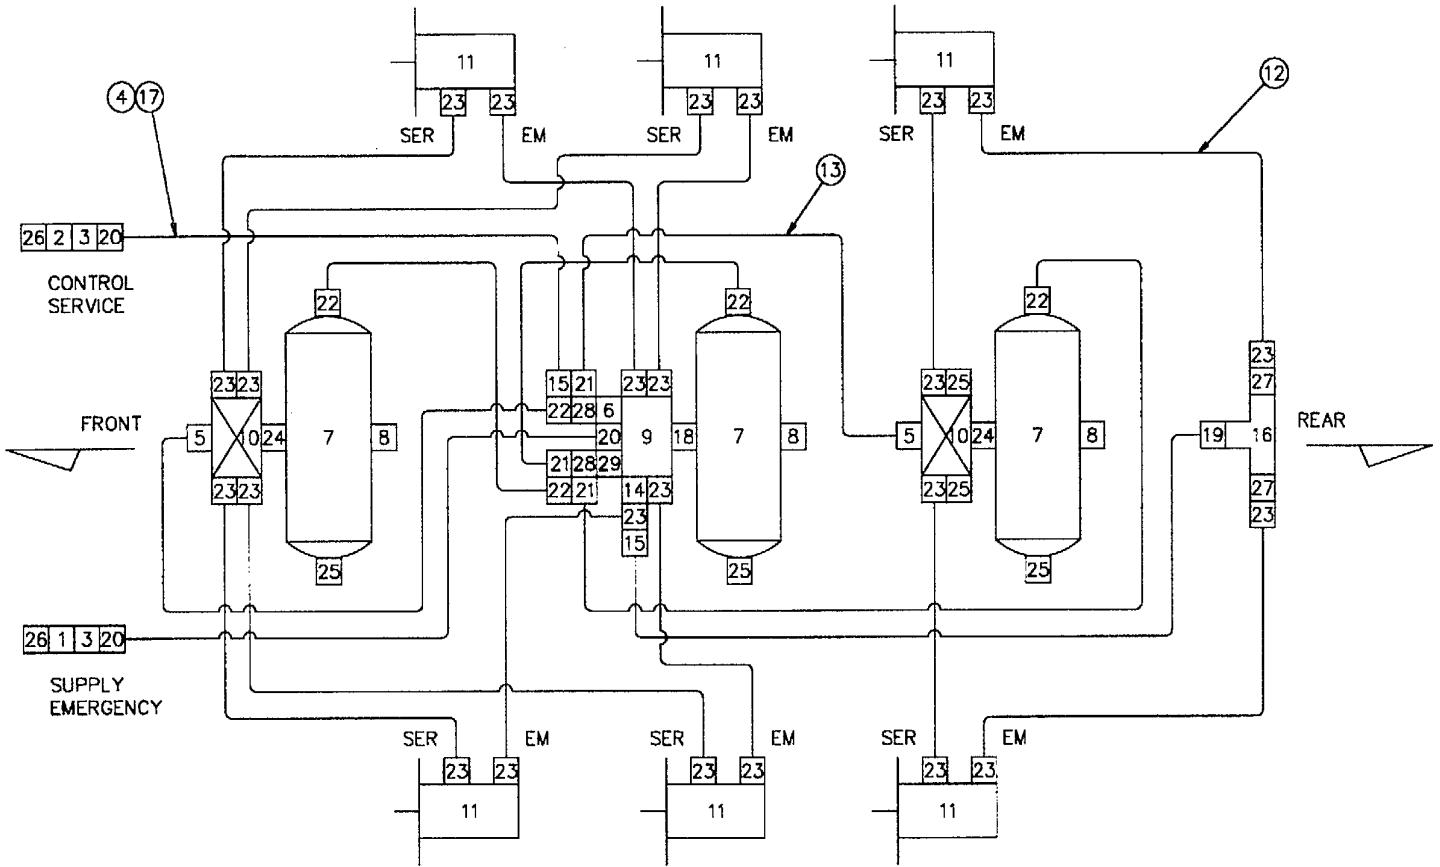 11 11 11
12
4 17
23 23 23 23 23 23
SER EM SER EM SER EM
13
26 2 3 20
CONTROL
SERVICE
22 22 22
23 27
23 23 15 21 23 23 23 25
22 28 6
FRONT REAR
5 10 24 7 8 20 9 18 7 8 5 10 24 7 8 19 16
21 28 29
23 23 22 21 14 23 23 25 27
23 23
15
25 25 25
26 1 3 20
SUPPLY
EMERGENCY
SER EM SER EM SER EM
23 23 23 23 23 23
11 11 11